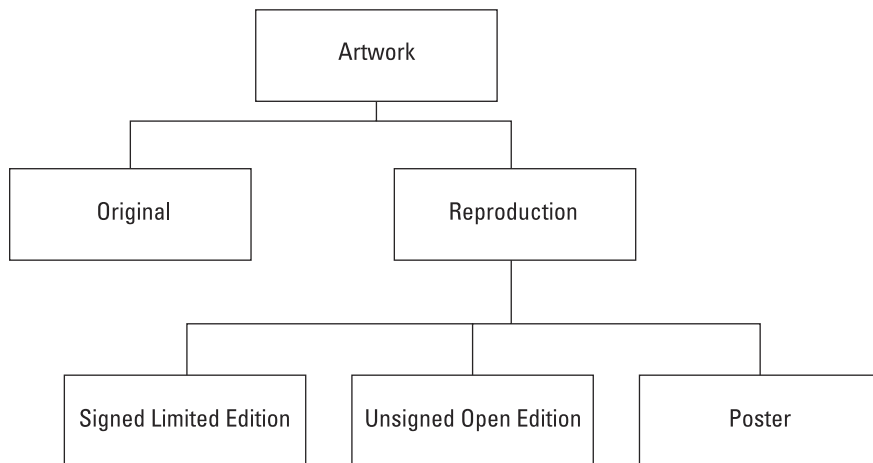 Artwork
Original
Reproduction
Signed Limited Edition
Unsigned Open Edition
Poster